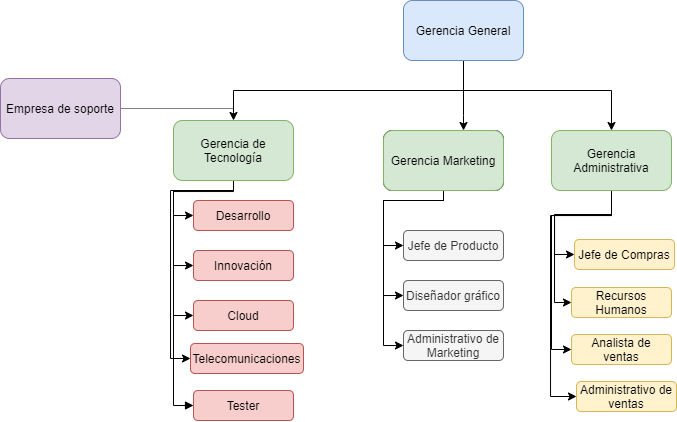 Gerencia General
Empresa de soporte
Gerencia de
Tecnología
Gerencia Marketing
Gerencia
Administrativa
Desarrollo
Innovación
Cloud
Telecomunicaciones
Tester
Jefe de Producto
Diseñador gráfico
Administrativo de
Marketing
Jefe de Compras
Recursos
Humanos
Analista de
ventas
Administrativo de
ventas